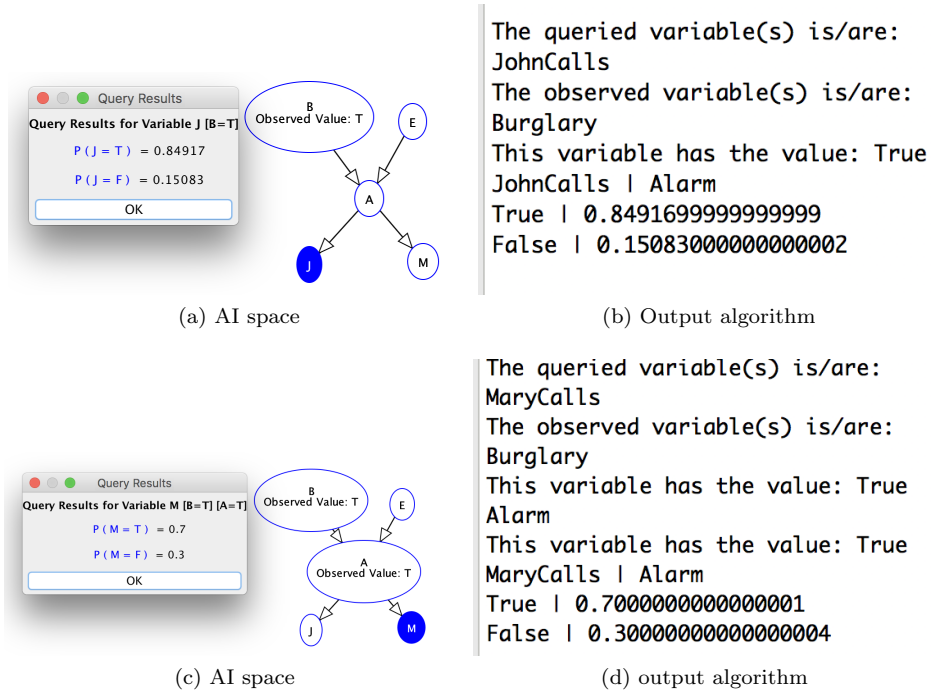 Query Results
Query Results for Variable J [B=T]
P ( J = T ) = 0.84917
P ( J = F ) = 0.15083
OK
B
Observed Value: T
E
A
J
M
The queried variable(s) is/are:
JohnCalls
The observed variable(s) is/are:
Burglary
This variable has the value: True
JohnCalls | Alarm
True | 0.8491699999999999
False | 0.15083000000000002
(a) AI space
(b) Output algorithm
Query Results
Query Results for Variable M [B=T] [A=T]
P ( M = T ) = 0.7
P ( M = F ) = 0.3
OK
B
Observed Value: T
E
A
Observed Value: T
J
M
The queried variable(s) is/are:
MaryCalls
The observed variable(s) is/are:
Burglary
This variable has the value: True
Alarm
This variable has the value: True
MaryCalls | Alarm
True | 0.7000000000000001
False | 0.30000000000000004
(c) AI space
(d) output algorithm